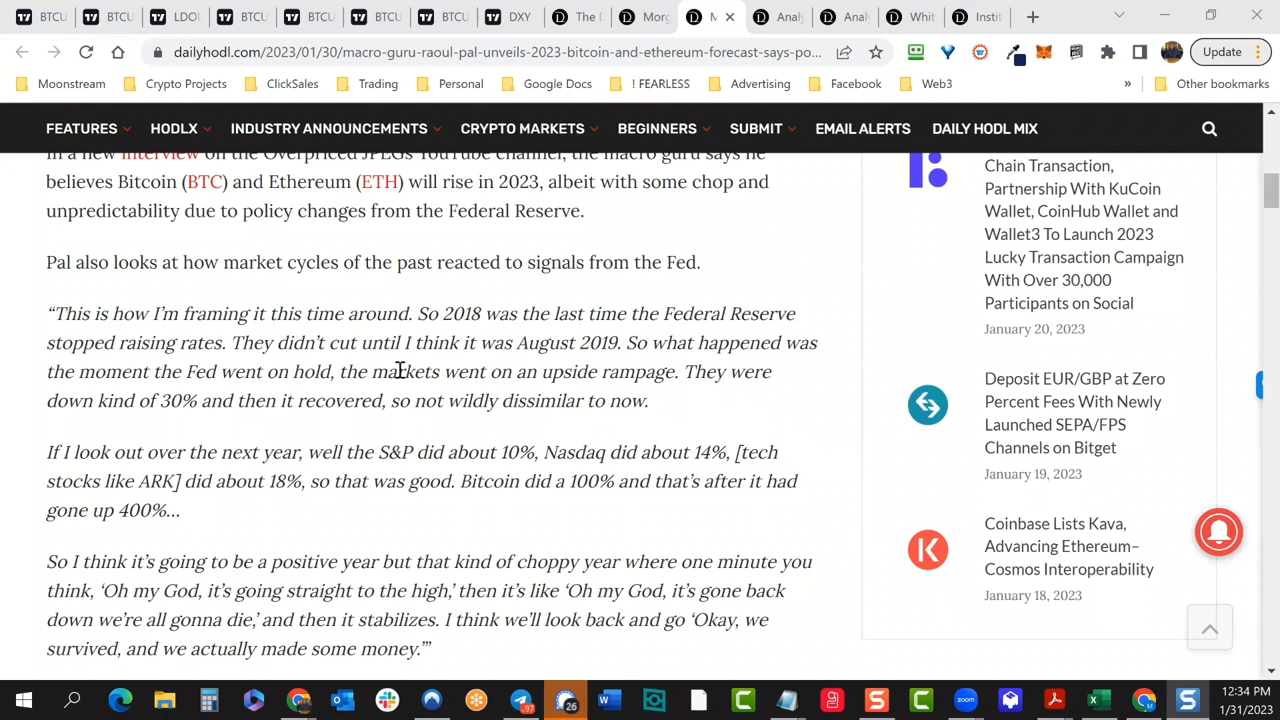 BTCU
BTCU
LDOU
BTCU
BTCU
BTCU
BTCU
DXY
The D
Morg
M
Analy
Analy
Whit
Instit
dailyhodl.com/2023/01/30/macro-guru-raoul-pal-unveils-2023-bitcoin-and-ethereum-forecast-says-po...
Update
Moonstream
Crypto Projects
ClickSales
Trading
Personal
Google Docs
! FEARLESS
Advertising
Facebook
Web3
»
Other bookmarks
FEATURES
HODLX
INDUSTRY ANNOUNCEMENTS
CRYPTO MARKETS
BEGINNERS
SUBMIT
EMAIL ALERTS
DAILY HODL MIX
In a new interview on the Overpriced JPEGs YouTube channel, the macro guru says he
believes Bitcoin (BTC) and Ethereum (ETH) will rise in 2023, albeit with some chop and
unpredictability due to policy changes from the Federal Reserve.
Pal also looks at how market cycles of the past reacted to signals from the Fed.
“This is how I’m framing it this time around. So 2018 was the last time the Federal Reserve
stopped raising rates. They didn’t cut until I think it was August 2019. So what happened was
the moment the Fed went on hold, the markets went on an upside rampage. They were
down kind of 30% and then it recovered, so not wildly dissimilar to now.
If I look out over the next year, well the S&P did about 10%, Nasdaq did about 14%, [tech
stocks like ARK] did about 18%, so that was good. Bitcoin did a 100% and that’s after it had
gone up 400%…
So I think it’s going to be a positive year but that kind of choppy year where one minute you
think, ‘Oh my God, it’s going straight to the high,’ then it’s like ‘Oh my God, it’s gone back
down we’re all gonna die,’ and then it stabilizes. I think we’ll look back and go ‘Okay, we
survived, and we actually made some money.’”
Chain Transaction,
Partnership With KuCoin
Wallet, CoinHub Wallet and
Wallet3 To Launch 2023
Lucky Transaction Campaign
With Over 30,000
Participants on Social
January 20, 2023
Deposit EUR/GBP at Zero
Percent Fees With Newly
Launched SEPA/FPS
Channels on Bitget
January 19, 2023
Coinbase Lists Kava,
Advancing Ethereum–
Cosmos Interoperability
January 18, 2023
97
26
zoom
12:34 PM
1/31/2023